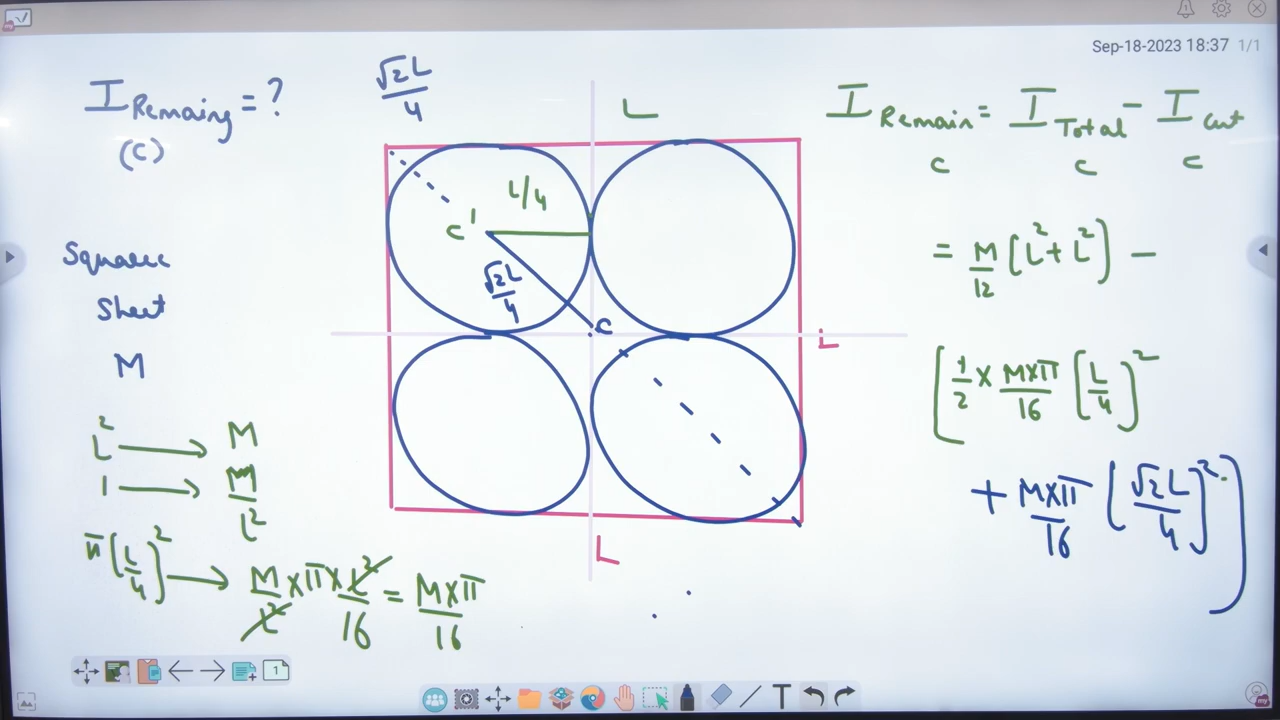 Sep-18-2023 18:37 1/1
I Remaing = ?
(C)
Square
Sheet
M
L² → M
1 → M/L²
π[L/4]² → M/L² × π × L²/16 = M×π/16
√2L/4
L
L/4
C'
√2L/4
C
L
L
I Remain = I Total - I Cut
C C C
= M/12 [L² + L²] -
[1/2 × M×π/16 [L/4]²
+ M×π/16 [√2L/4]²]
1
T